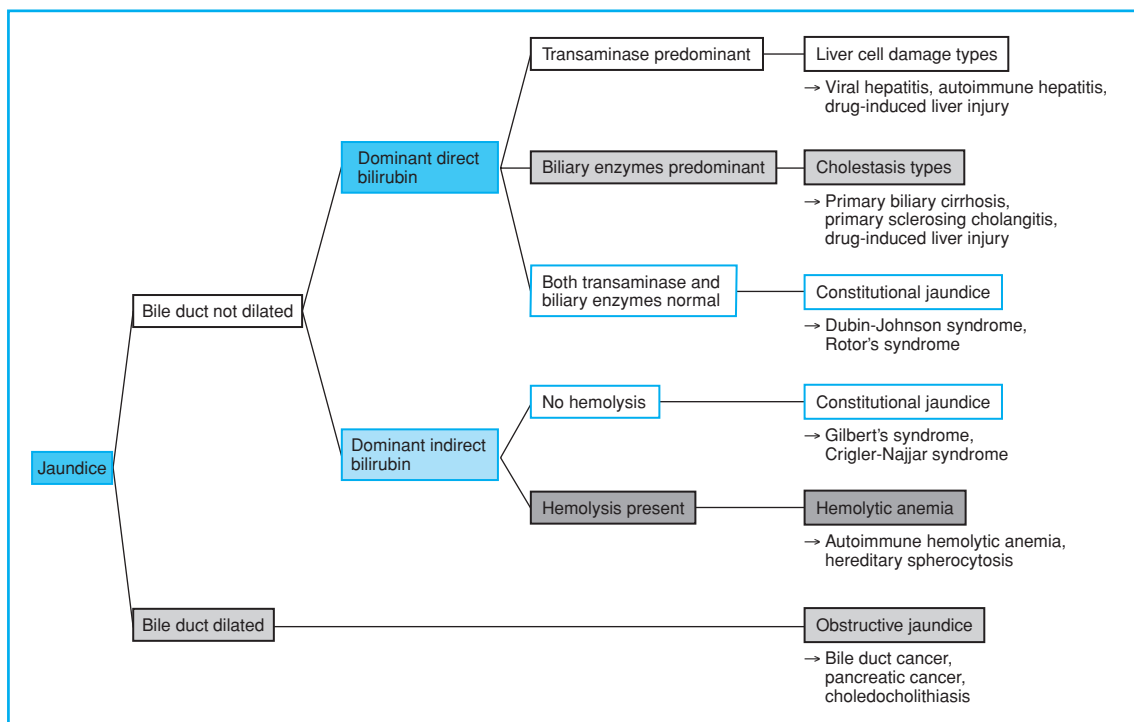 Transaminase predominant
Liver cell damage types
→ Viral hepatitis, autoimmune hepatitis,
drug-induced liver injury
Dominant direct
bilirubin
Biliary enzymes predominant
Cholestasis types
→ Primary biliary cirrhosis,
primary sclerosing cholangitis,
drug-induced liver injury
Both transaminase and
biliary enzymes normal
Constitutional jaundice
→ Dubin-Johnson syndrome,
Rotor's syndrome
Bile duct not dilated
No hemolysis
Constitutional jaundice
→ Gilbert's syndrome,
Crigler-Najjar syndrome
Dominant indirect
bilirubin
Jaundice
Hemolysis present
Hemolytic anemia
→ Autoimmune hemolytic anemia,
hereditary spherocytosis
Bile duct dilated
Obstructive jaundice
→ Bile duct cancer,
pancreatic cancer,
choledocholithiasis